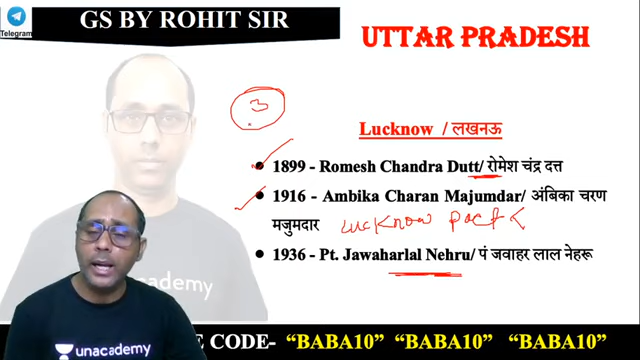 Telegram
GS BY ROHIT SIR
UTTAR PRADESH
3
Lucknow / लखनऊ
1899 - Romesh Chandra Dutt/ रोमेश चंद्र दत्त
1916 - Ambika Charan Majumdar/ अंबिका चरण
मजुमदार lucknow pact
1936 - Pt. Jawaharlal Nehru/ पं जवाहर लाल नेहरू
unacademy
E CODE- “BABA10” “BABA10” “BABA10”